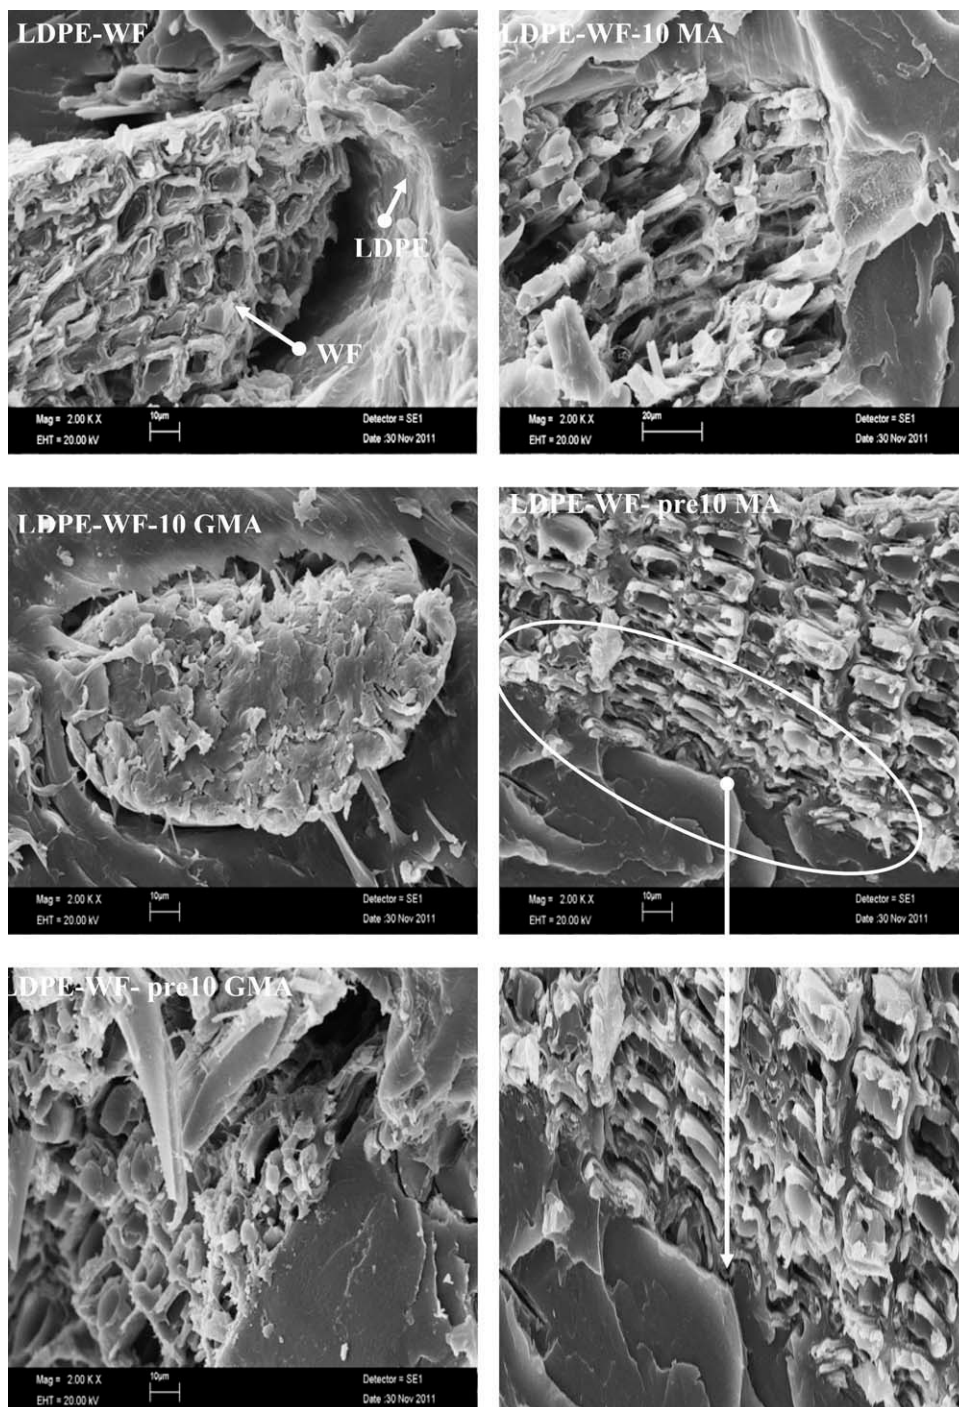 LDPE-WF
LDPE
WF
Mag = 2.00 K X 10µm Detector = SE1
EHT = 20.00 kV Date :30 Nov 2011
LDPE-WF-10 MA
Mag = 2.00 K X 20µm Detector = SE1
EHT = 20.00 kV Date :30 Nov 2011
LDPE-WF-10 GMA
Mag = 2.00 K X 10µm Detector = SE1
EHT = 20.00 kV Date :30 Nov 2011
LDPE-WF- pre10 MA
Mag = 2.00 K X 10µm Detector = SE1
EHT = 20.00 kV Date :30 Nov 2011
LDPE-WF- pre10 GMA
Mag = 2.00 K X 10µm Detector = SE1
EHT = 20.00 kV Date :30 Nov 2011